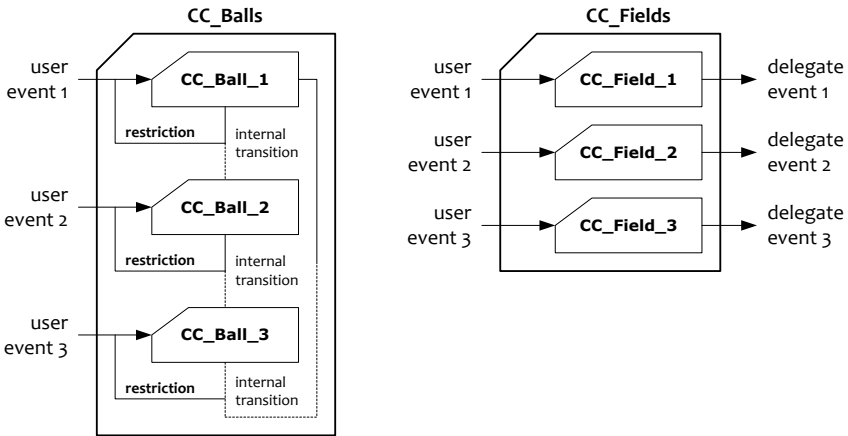 CC_Balls
user
event 1
CC_Ball_1
restriction
internal
transition
user
event 2
CC_Ball_2
restriction
internal
transition
user
event 3
CC_Ball_3
restriction
internal
transition
CC_Fields
user
event 1
CC_Field_1
delegate
event 1
user
event 2
CC_Field_2
delegate
event 2
user
event 3
CC_Field_3
delegate
event 3